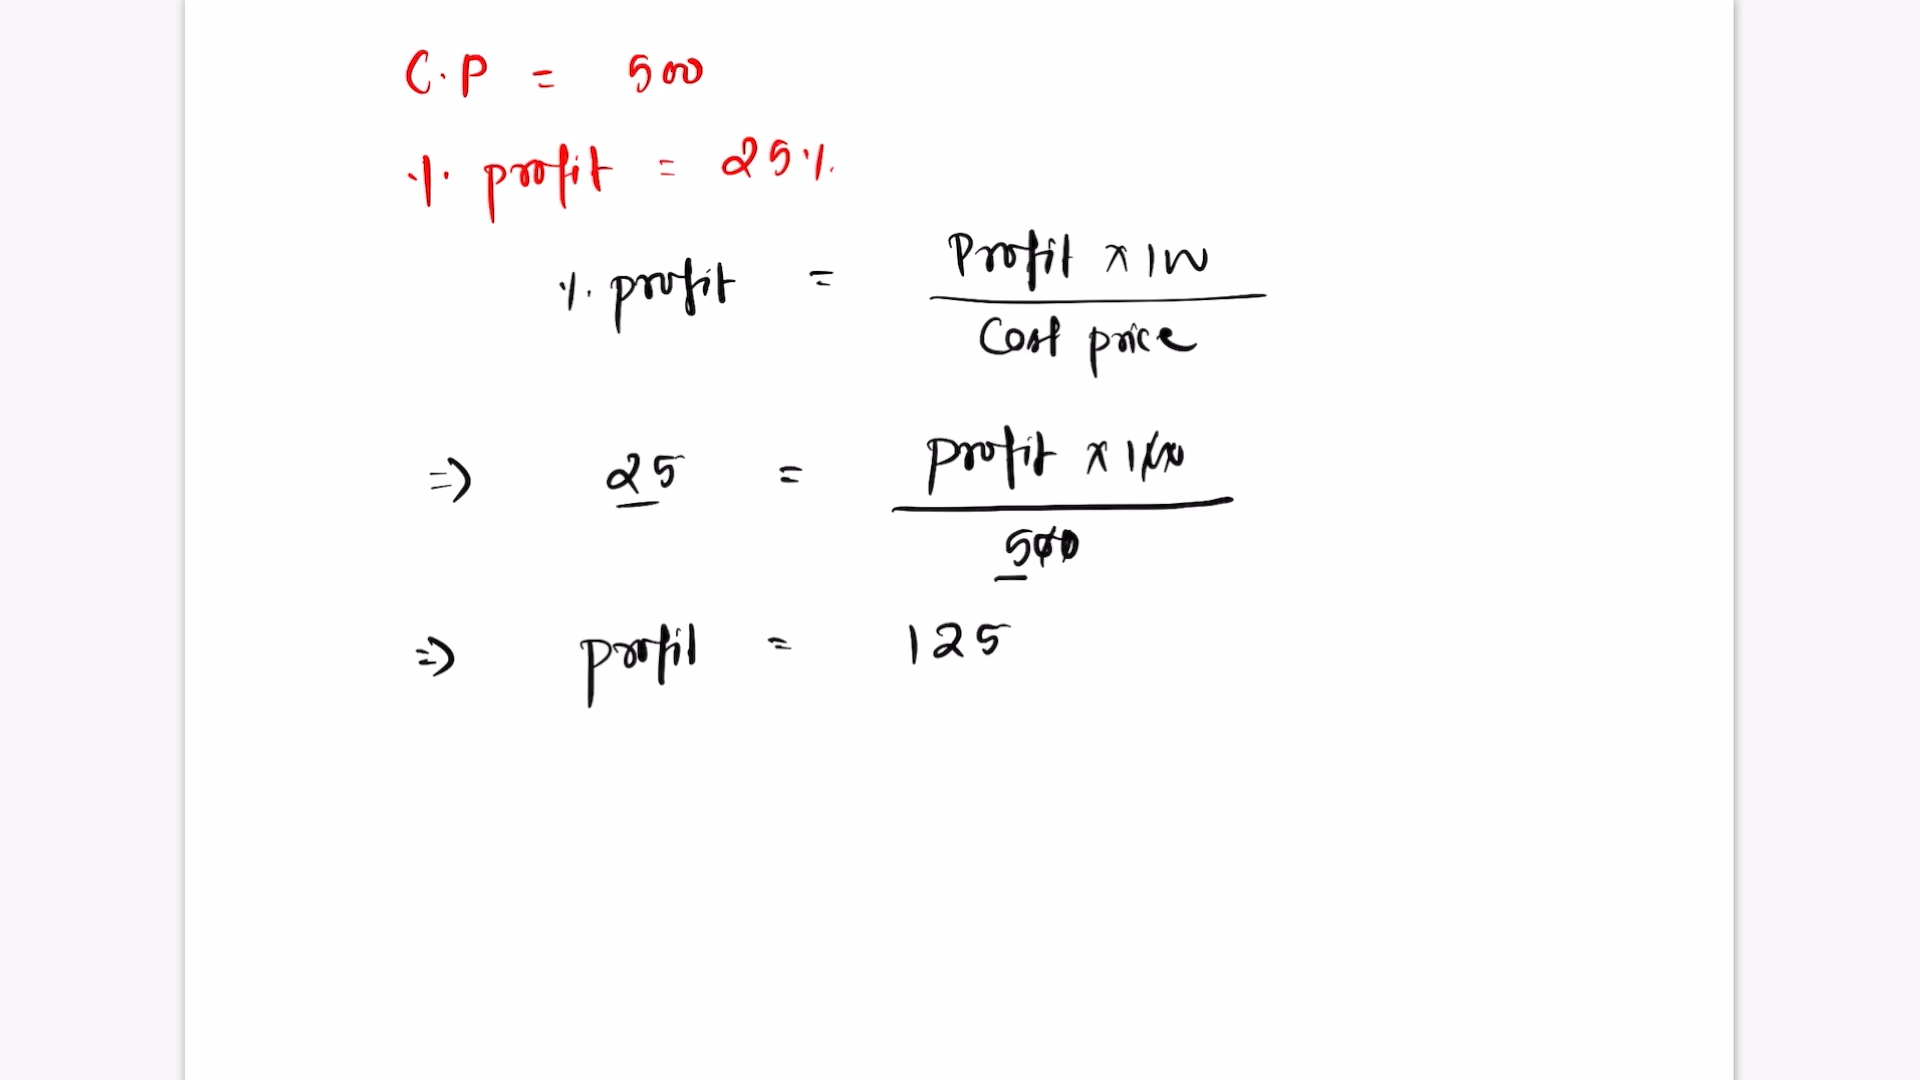 C.P = 500
% profit = 25%
% profit = Profit x 100
Cost price
=> 25 = profit x 100
500
=> profit = 125